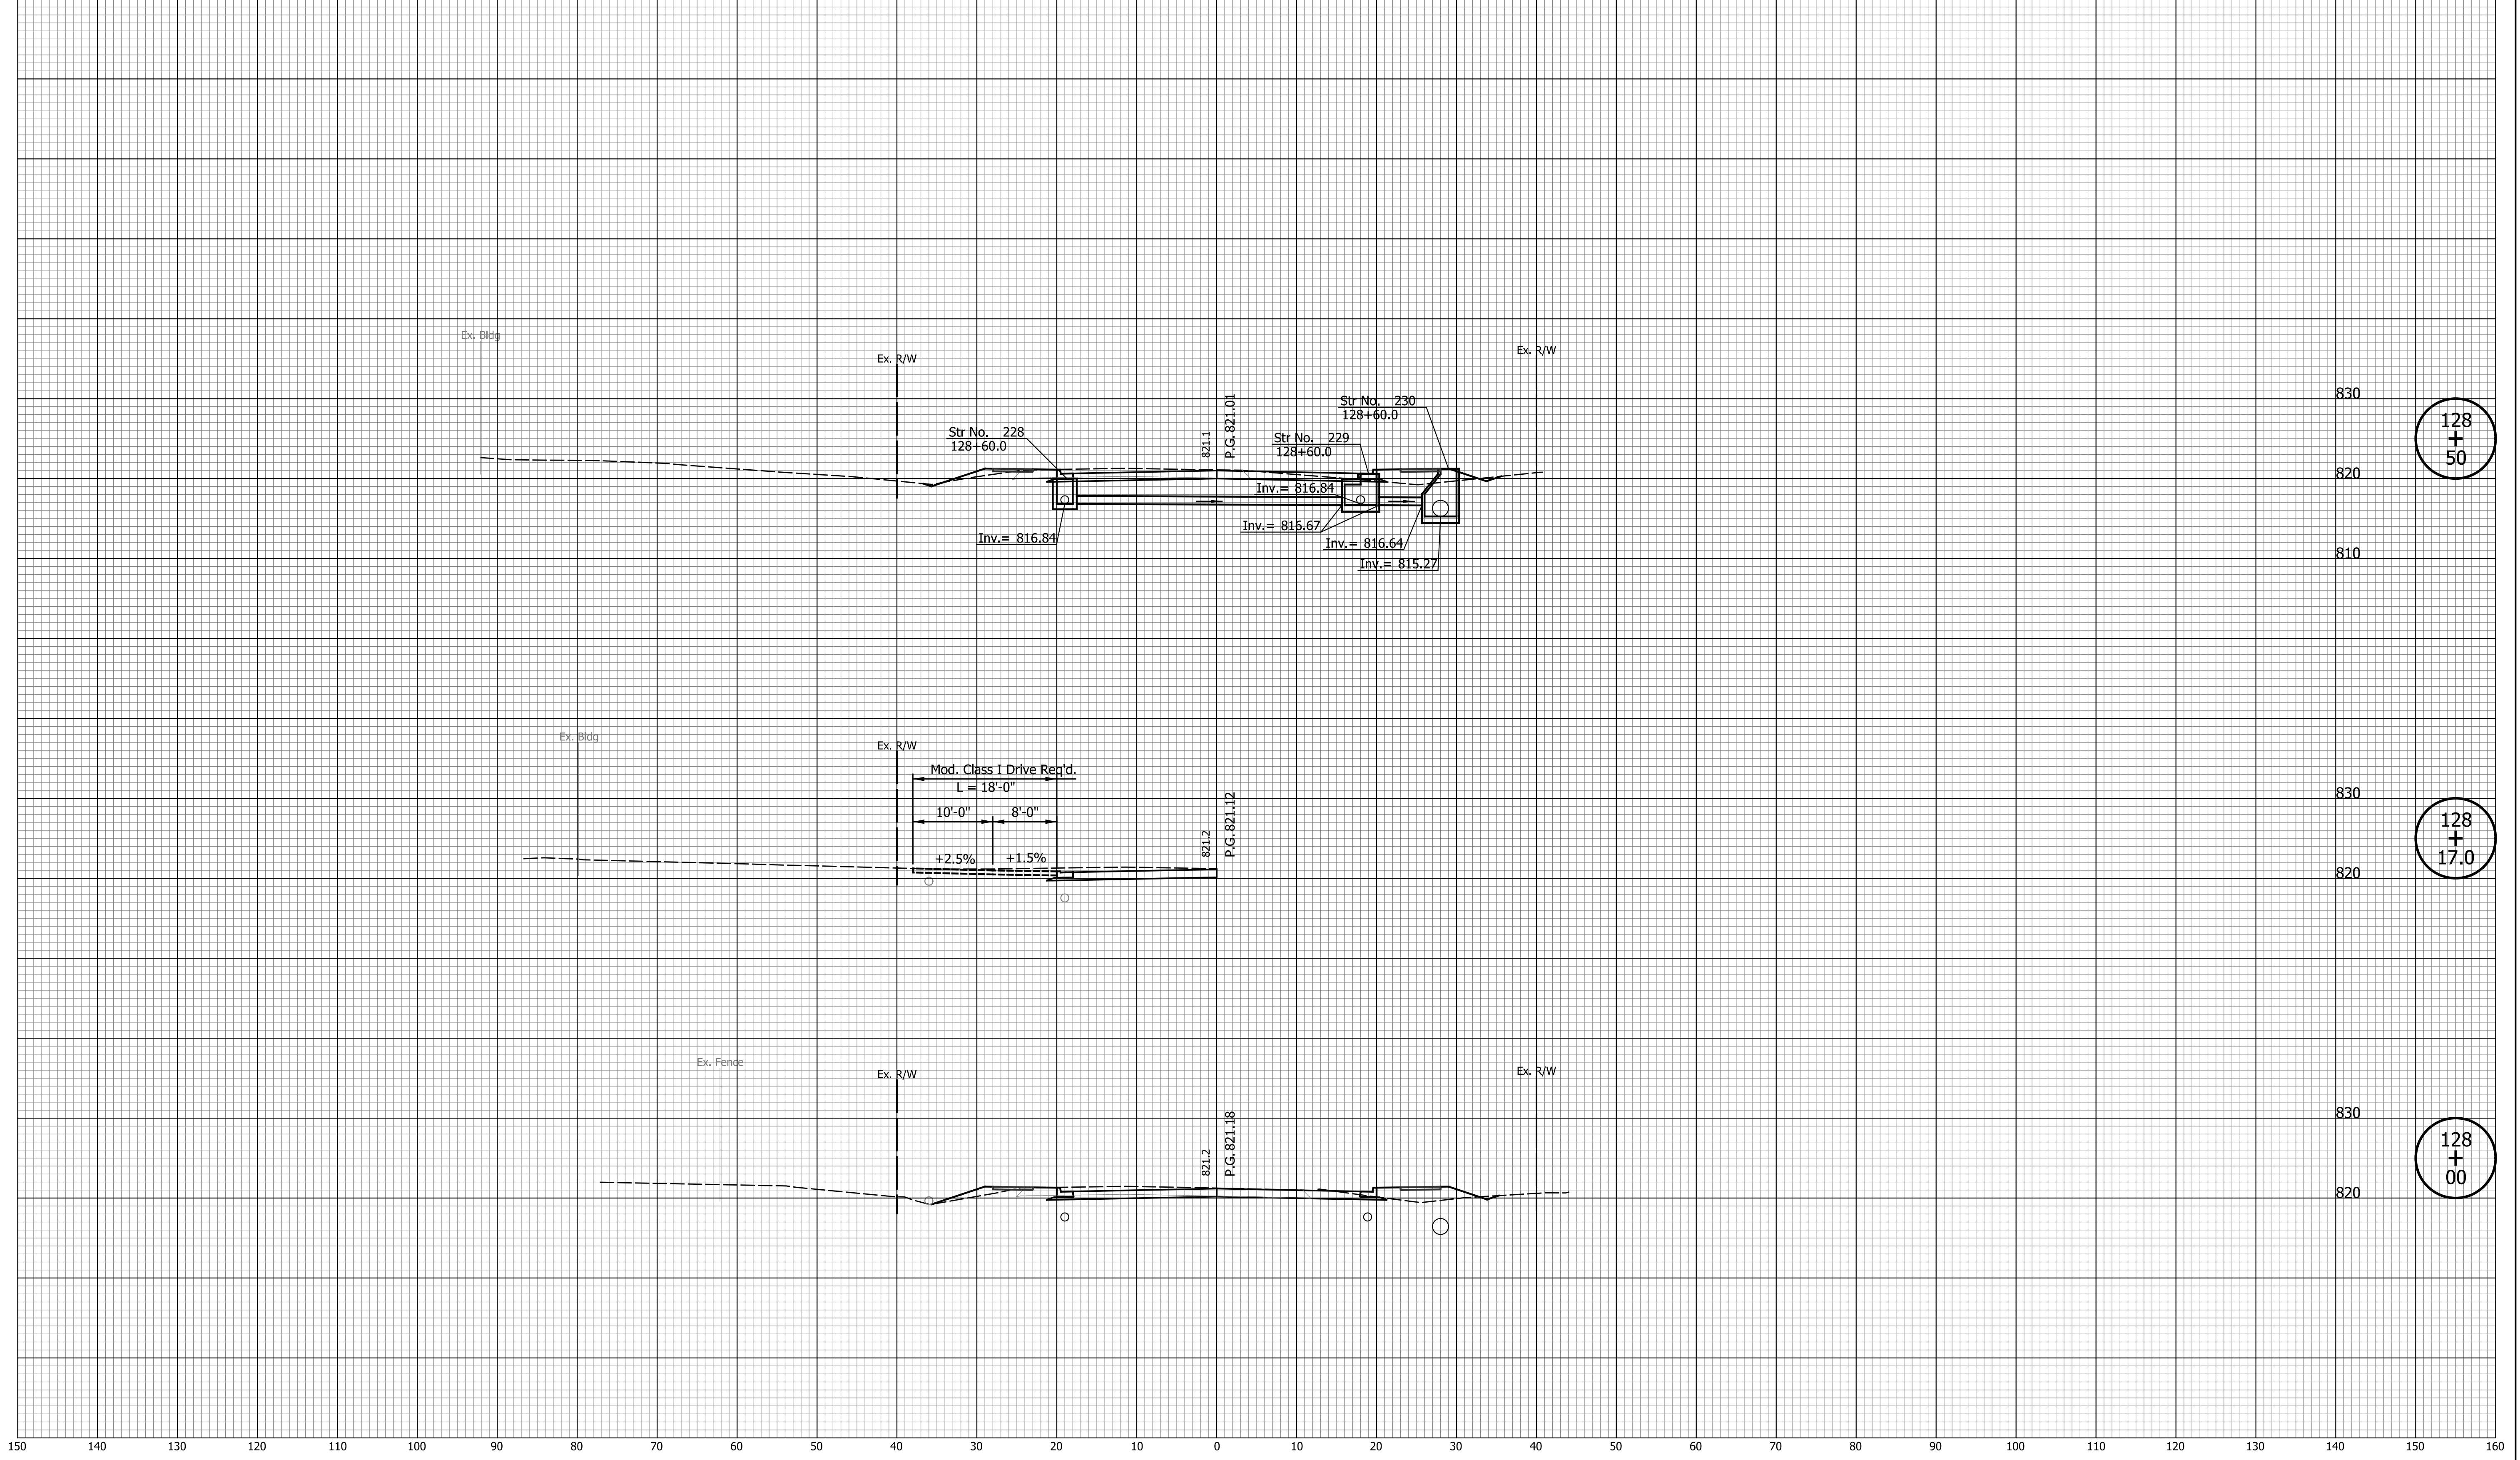 Ex. Bldg
Ex. R/W
Ex. R/W
830
820
810
128
+
50
Str No. 228
128+60.0
821.1
P.G. 821.01
Str No. 230
128+60.0
Str No. 229
128+60.0
Inv.= 816.84
Inv.= 816.84
Inv.= 816.67
Inv.= 816.64
Inv.= 815.27
Ex. Bldg
Ex. R/W
Mod. Class I Drive Req'd.
L = 18'-0"
10'-0" 8'-0"
+2.5% +1.5%
821.2
P.G. 821.12
830
820
128
+
17.0
Ex. Fence
Ex. R/W
Ex. R/W
821.2
P.G. 821.18
830
820
128
+
00
150 140 130 120 110 100 90 80 70 60 50 40 30 20 10 0 10 20 30 40 50 60 70 80 90 100 110 120 130 140 150 160